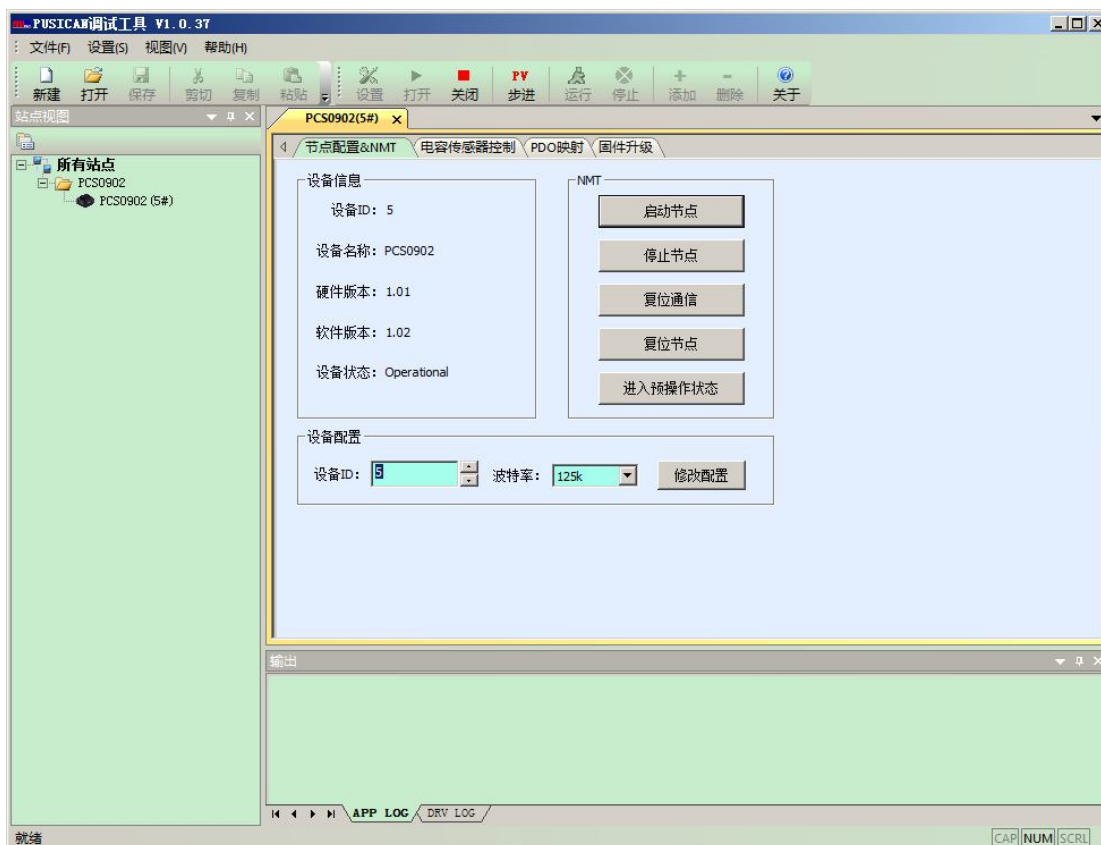 PUSICAN调试工具 V1.0.37
文件(F) 设置(S) 视图(V) 帮助(H)
新建 打开 保存 剪切 复制 粘贴 设置 打开 关闭 PV 步进 运行 停止 添加 删除 关于
站点视图
PCS0902(5#)
节点配置&NMT 电容传感器控制 PDO映射 固件升级
所有站点
PCS0902
PCS0902 (5#)
设备信息
设备ID: 5
设备名称: PCS0902
硬件版本: 1.01
软件版本: 1.02
设备状态: Operational
NMT
启动节点
停止节点
复位通信
复位节点
进入预操作状态
设备配置
设备ID: 5 波特率: 125k 修改配置
输出
APP LOG DRV LOG
就绪 CAP NUM SCRL